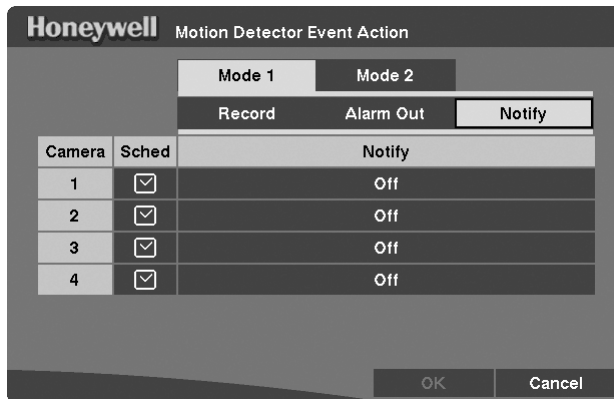 Honeywell Motion Detector Event Action
Mode 1 Mode 2
Record Alarm Out Notify
Camera Sched Notify
1 Off
2 Off
3 Off
4 Off
OK Cancel